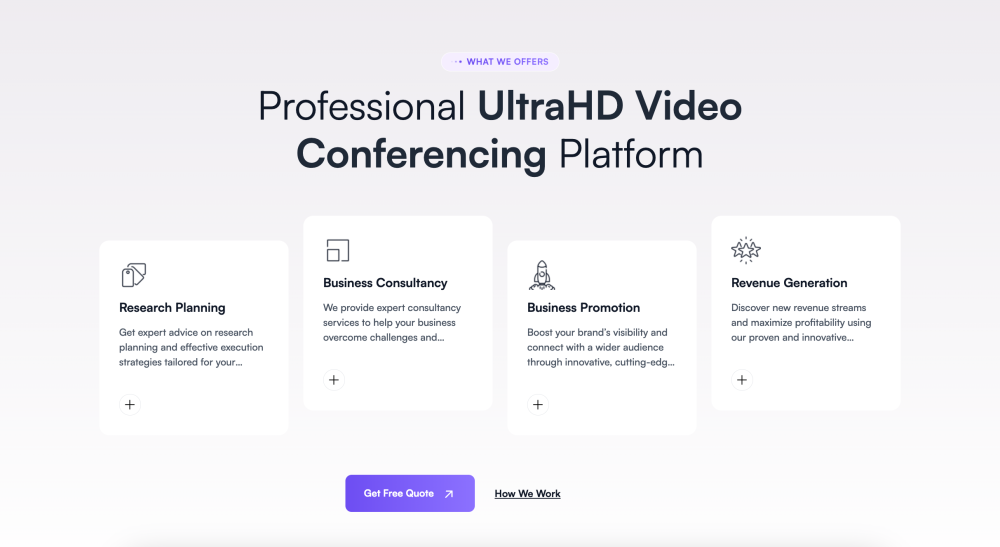 WHAT WE OFFERS
Professional UltraHD Video
Conferencing Platform
Research Planning
Get expert advice on research
planning and effective execution
strategies tailored for your...
Business Consultancy
We provide expert consultancy
services to help your business
overcome challenges and...
Business Promotion
Boost your brand's visibility and
connect with a wider audience
through innovative, cutting-edg...
Revenue Generation
Discover new revenue streams
and maximize profitability using
our proven and innovative...
Get Free Quote
How We Work